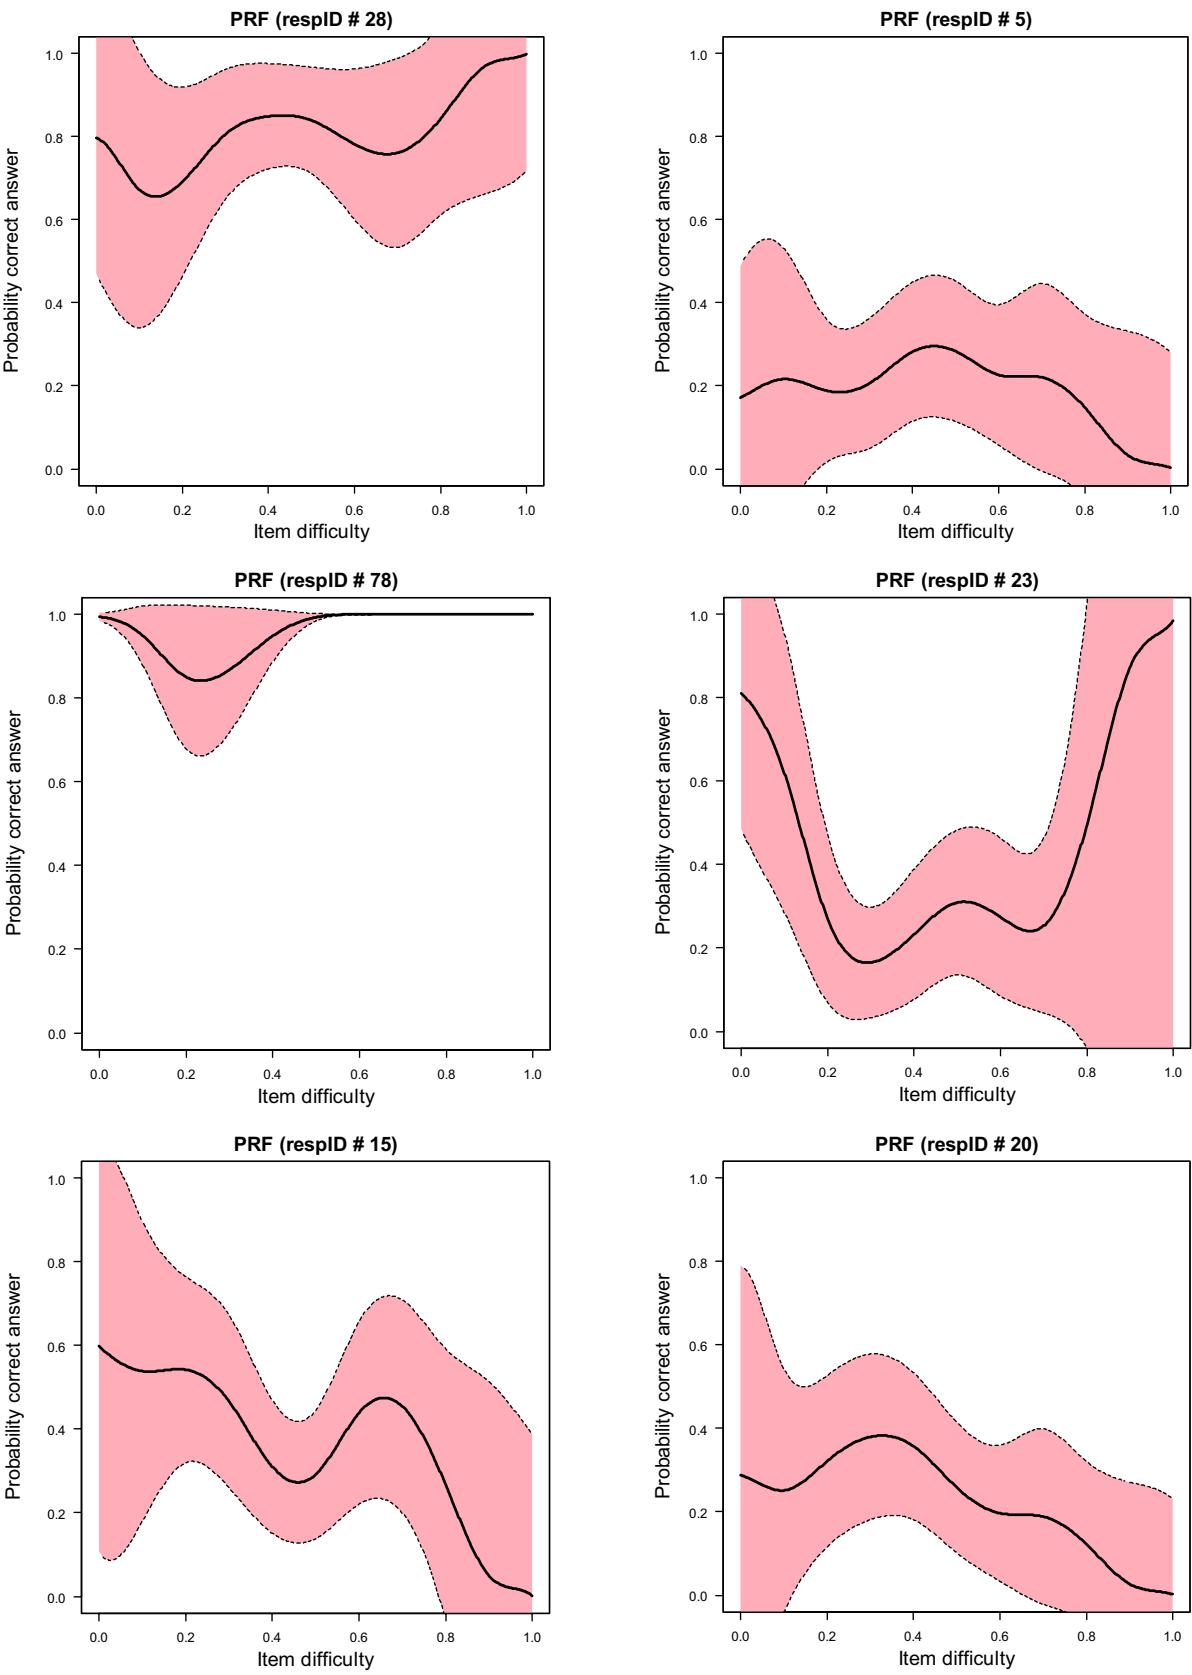 PRF (respID # 28)
Probability correct answer
1.0
0.8
0.6
0.4
0.2
0.0
0.0 0.2 0.4 0.6 0.8 1.0
Item difficulty
PRF (respID # 5)
Probability correct answer
1.0
0.8
0.6
0.4
0.2
0.0
0.0 0.2 0.4 0.6 0.8 1.0
Item difficulty
PRF (respID # 78)
Probability correct answer
1.0
0.8
0.6
0.4
0.2
0.0
0.0 0.2 0.4 0.6 0.8 1.0
Item difficulty
PRF (respID # 23)
Probability correct answer
1.0
0.8
0.6
0.4
0.2
0.0
0.0 0.2 0.4 0.6 0.8 1.0
Item difficulty
PRF (respID # 15)
Probability correct answer
1.0
0.8
0.6
0.4
0.2
0.0
0.0 0.2 0.4 0.6 0.8 1.0
Item difficulty
PRF (respID # 20)
Probability correct answer
1.0
0.8
0.6
0.4
0.2
0.0
0.0 0.2 0.4 0.6 0.8 1.0
Item difficulty